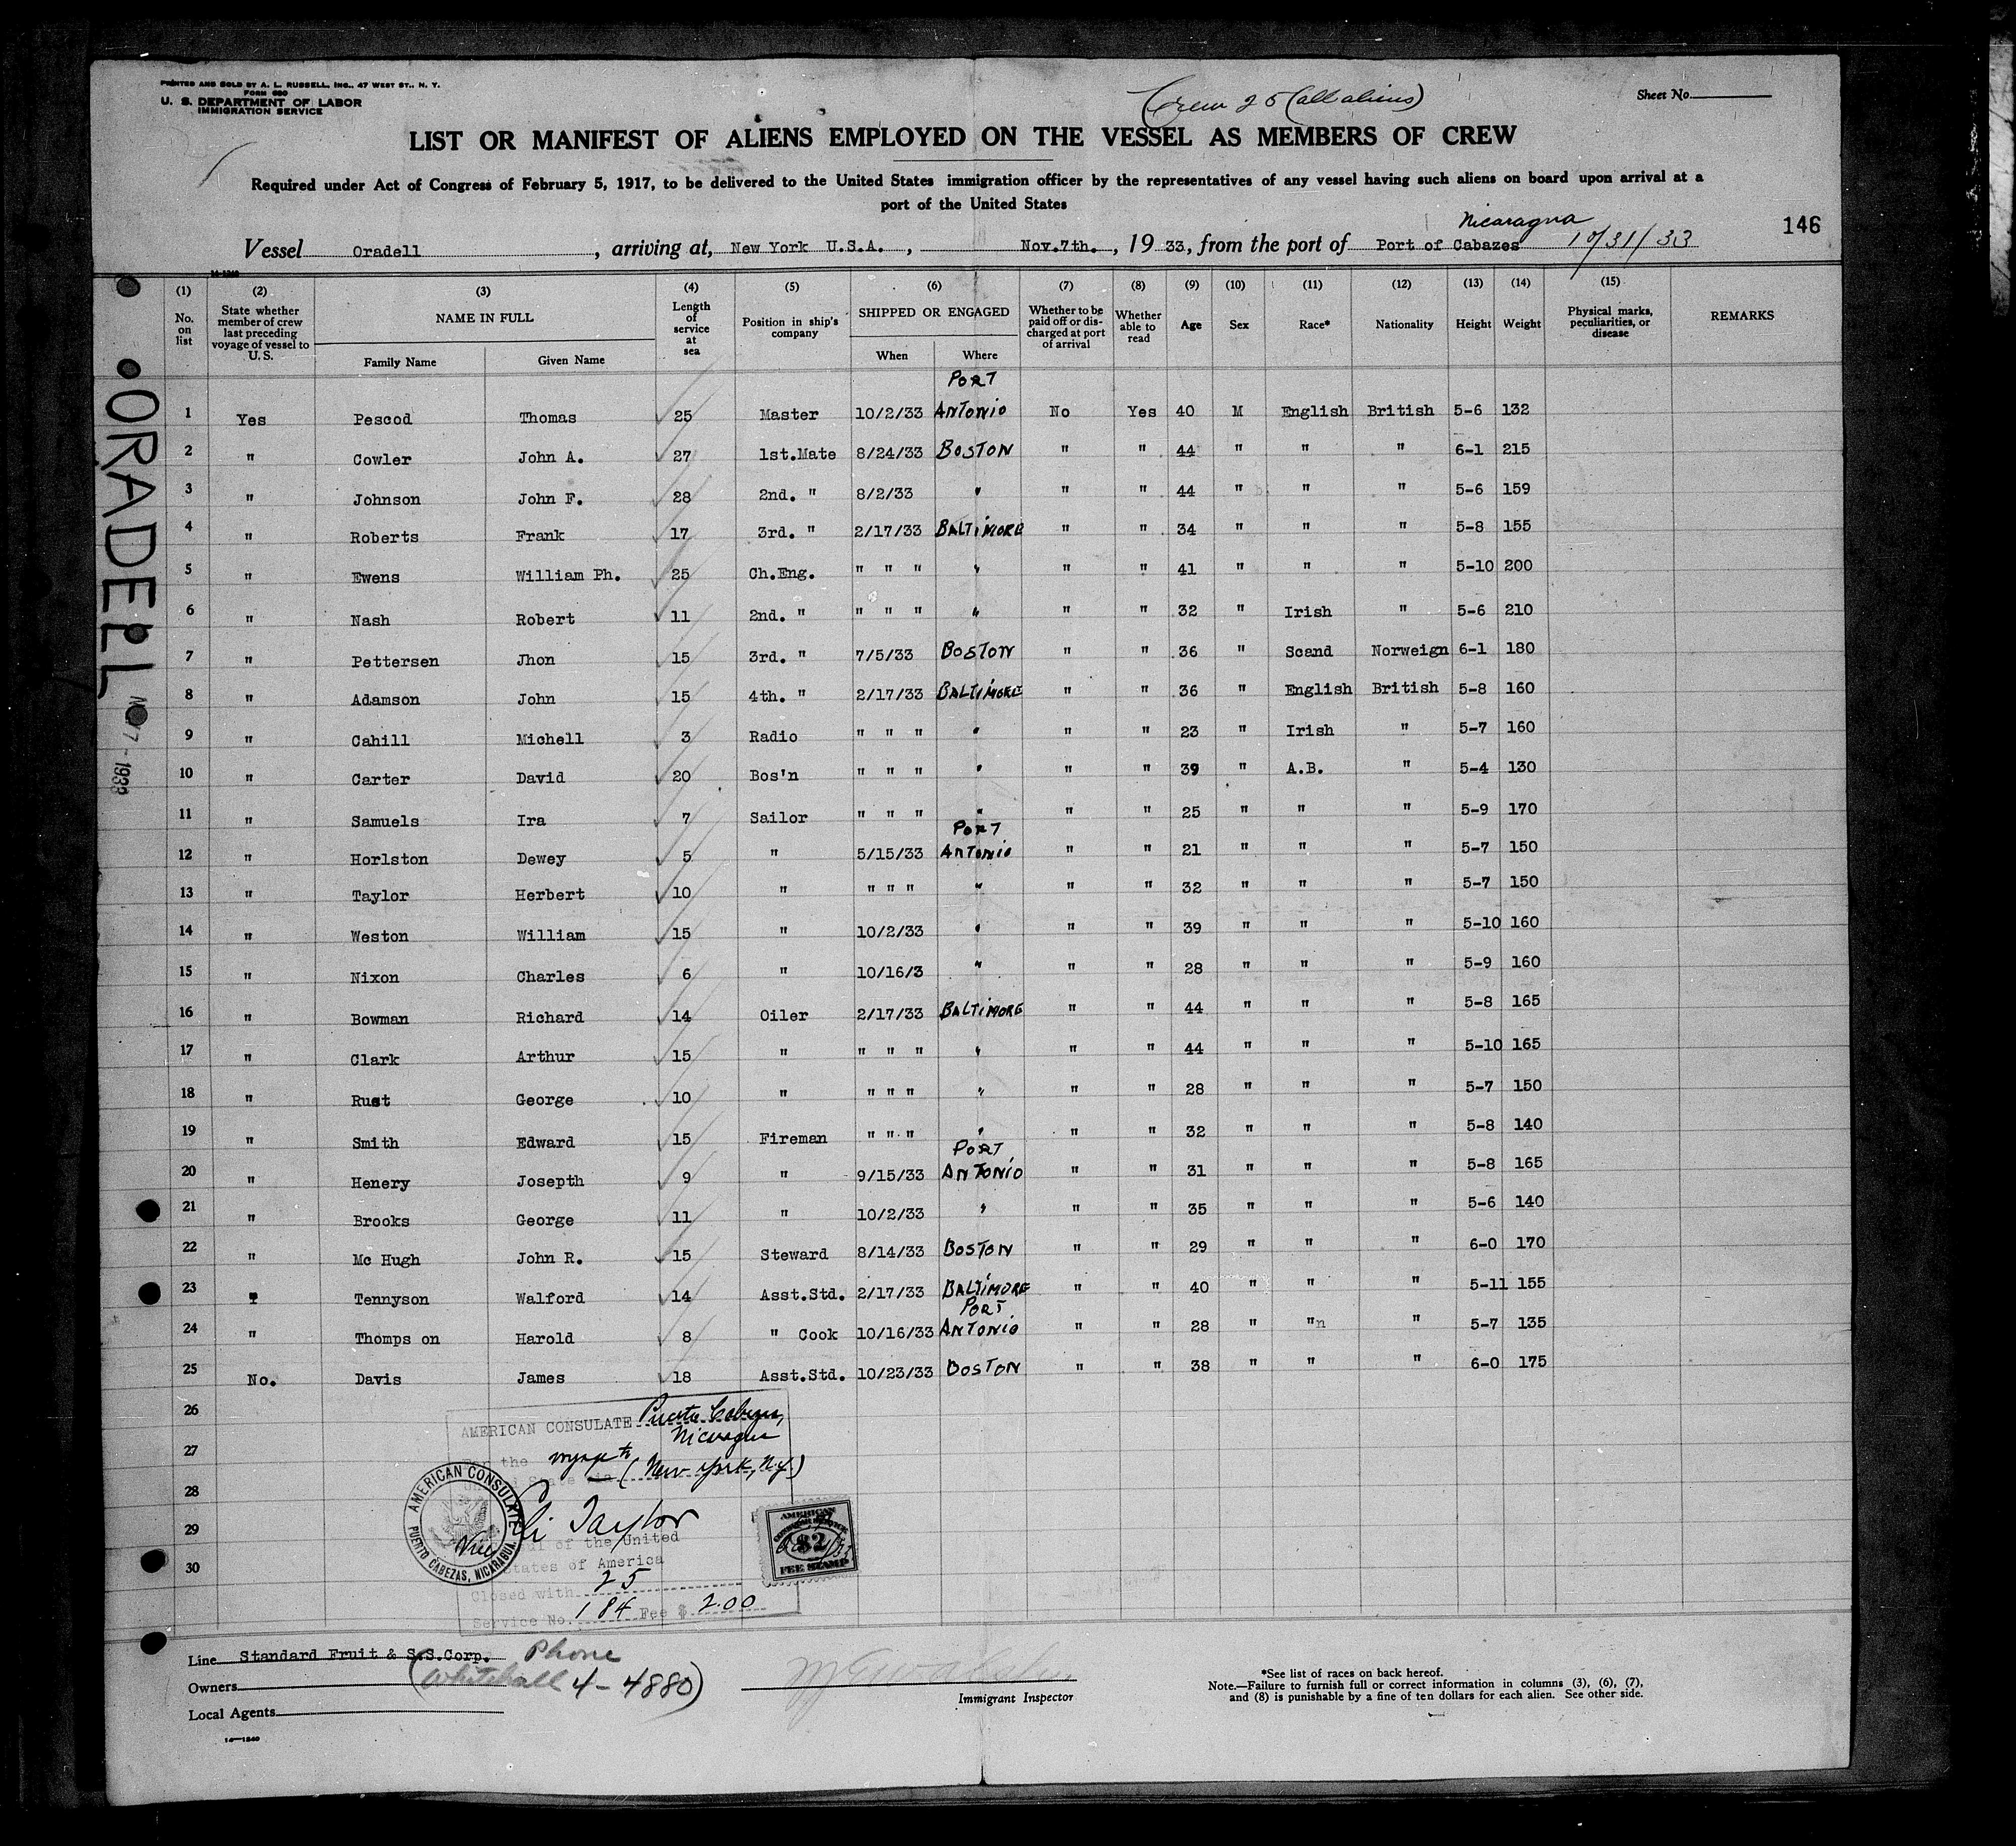 PRINTED AND SOLD BY A. L. RUSSELL, INC., 47 WEST ST., N. Y.
FORM 680
U. S. DEPARTMENT OF LABOR
IMMIGRATION SERVICE
Crew 25 (all aliens)
Sheet No.
LIST OR MANIFEST OF ALIENS EMPLOYED ON THE VESSEL AS MEMBERS OF CREW
Required under Act of Congress of February 5, 1917, to be delivered to the United States immigration officer by the representatives of any vessel having such aliens on board upon arrival at a
port of the United States
Nicaragua
146
Vessel Oradell, arriving at, New York U.S.A., Nov.7th., 1933, from the port of Port of Cabazes 10/31/33
14-1240
(1) No. on list (2) State whether member of crew last preceding voyage of vessel to U. S. (3) NAME IN FULL Family Name Given Name (4) Length of service at sea (5) Position in ship's company (6) SHIPPED OR ENGAGED When Where (7) Whether to be paid off or discharged at port of arrival (8) Whether able to read (9) Age (10) Sex (11) Race* (12) Nationality (13) Height (14) Weight (15) Physical marks, peculiarities, or disease REMARKS
ORADELL
NOV 7 - 1933
1 Yes Pescod Thomas 25 Master 10/2/33 PORT ANTONIO No Yes 40 M English British 5-6 132
2 " Cowler John A. 27 1st.Mate 8/24/33 BOSTON " " 44 " " " 6-1 215
3 " Johnson John F. 28 2nd. " 8/2/33 " " " 44 " " " 5-6 159
4 " Roberts Frank 17 3rd. " 2/17/33 BALTIMORE " " 34 " " " 5-8 155
5 " Ewens William Ph. 25 Ch.Eng. " " " " " " 41 " " " 5-10 200
6 " Nash Robert 11 2nd. " " " " " " " 32 " Irish " 5-6 210
7 " Pettersen Jhon 15 3rd. " 7/5/33 BOSTON " " 36 " Scand Norweign 6-1 180
8 " Adamson John 15 4th. " 2/17/33 BALTIMORE " " 36 " English British 5-8 160
9 " Cahill Michell 3 Radio " " " " " " 23 " Irish " 5-7 160
10 " Carter David 20 Bos'n " " " " " " 39 " A.B. " 5-4 130
11 " Samuels Ira 7 Sailor " " " " " " 25 " " " 5-9 170
12 " Horlston Dewey 5 " 5/15/33 PORT ANTONIO " " 21 " " " 5-7 150
13 " Taylor Herbert 10 " " " " " " " 32 " " " 5-7 150
14 " Weston William 15 " 10/2/33 " " " 39 " " " 5-10 160
15 " Nixon Charles 6 " 10/16/3 " " " 28 " " " 5-9 160
16 " Bowman Richard 14 Oiler 2/17/33 BALTIMORE " " 44 " " " 5-8 165
17 " Clark Arthur 15 " " " " " " " 44 " " " 5-10 165
18 " Rust George 10 " " " " " " " 28 " " " 5-7 150
19 " Smith Edward 15 Fireman " " " " " " 32 " " " 5-8 140
20 " Henery Josepth 9 " 9/15/33 PORT ANTONIO " " 31 " " " 5-8 165
21 " Brooks George 11 " 10/2/33 " " " 35 " " " 5-6 140
22 " Mc Hugh John R. 15 Steward 8/14/33 BOSTON " " 29 " " " 6-0 170
23 " Tennyson Walford 14 Asst.Std. 2/17/33 BALTIMORE " " 40 " " " 5-11 155
24 " Thomps on Harold 8 " Cook 10/16/33 PORT ANTONIO " " 28 " "n " 5-7 135
25 No. Davis James 18 Asst.Std. 10/23/33 BOSTON " " 38 " " " 6-0 175
26
27
28
29
30
AMERICAN CONSULATE Puerto Cabezas,
Nicaragua
For the voyage to
United States via (New York, N.Y.)
Eli Taylor
Vice Consul of the United
States of America
Closed with 25
Service No. 184 Fee $ 2.00
AMERICAN CONSULATE
PUERTO CABEZAS, NICARAGUA.
AMERICAN
$2
FEE STAMP
Line Standard Fruit & S.S.Corp. Phone
Owners (Whitehall 4-4880)
Local Agents
14—1240
Immigrant Inspector
*See list of races on back hereof.
Note.—Failure to furnish full or correct information in columns (3), (6), (7),
and (8) is punishable by a fine of ten dollars for each alien. See other side.